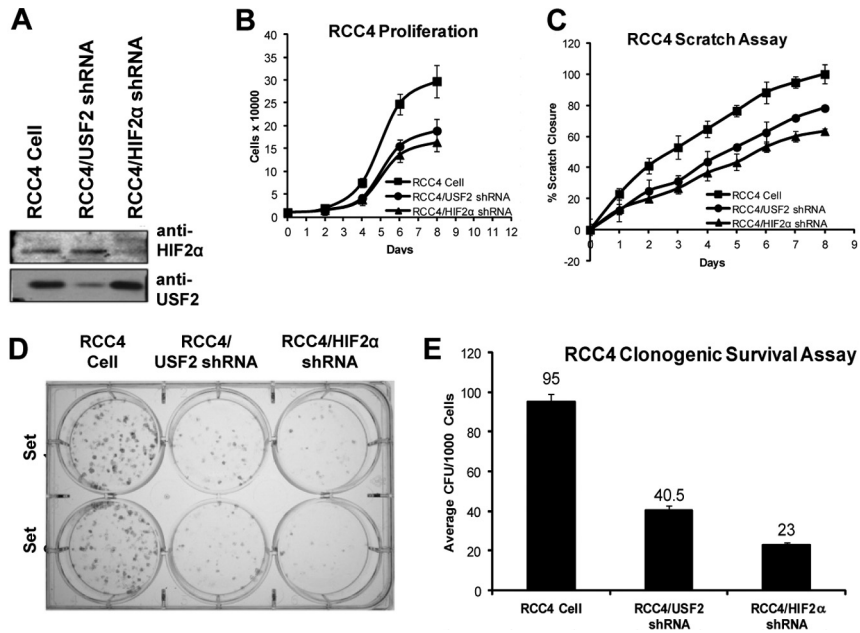 A
RCC4 Cell
RCC4/USF2 shRNA
RCC4/HIF2α shRNA
anti-
HIF2α
anti-
USF2
B
RCC4 Proliferation
Cells x 10000
40
35
30
25
20
15
10
5
0
0 1 2 3 4 5 6 7 8 9 10 11 12
Days
RCC4 Cell
RCC4/USF2 shRNA
RCC4/HIF2α shRNA
C
RCC4 Scratch Assay
% Scratch Closure
120
100
80
60
40
20
0
-20
0 1 2 3 4 5 6 7 8 9
Days
RCC4 Cell
RCC4/USF2 shRNA
RCC4/HIF2α shRNA
D
RCC4
Cell
RCC4/
USF2 shRNA
RCC4/HIF2α
shRNA
Set
Set
E
RCC4 Clonogenic Survival Assay
Average CFU/1000 Cells
120
100
80
60
40
20
0
95
40.5
23
RCC4 Cell
RCC4/USF2
shRNA
RCC4/HIF2α
shRNA